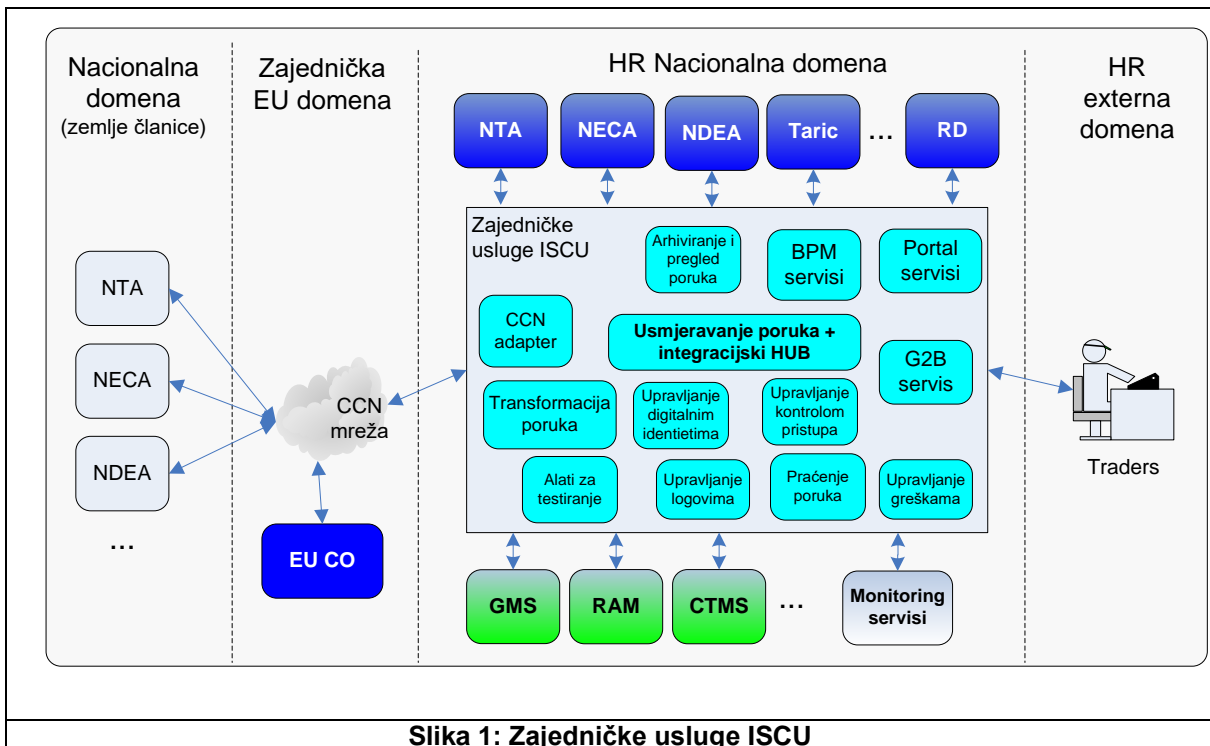 Nacionalna
domena
(zemlje članice)
Zajednička
EU domena
HR Nacionalna domena
HR
externa
domena
NTA
NECA
NDEA
Taric
...
RD
Zajedničke
usluge ISCU
Arhiviranje i
pregled
poruka
BPM
servisi
Portal
servisi
CCN
adapter
Usmjeravanje poruka +
integracijski HUB
G2B
servis
Transformacija
poruka
Upravljanje
digitalnim
identietima
Upravljanje
kontrolom
pristupa
Alati za
testiranje
Upravljanje
logovima
Praćenje
poruka
Upravljanje
greškama
NTA
NECA
NDEA
...
CCN
mreža
EU CO
Traders
GMS
RAM
CTMS
...
Monitoring
servisi
Slika 1: Zajedničke usluge ISCU